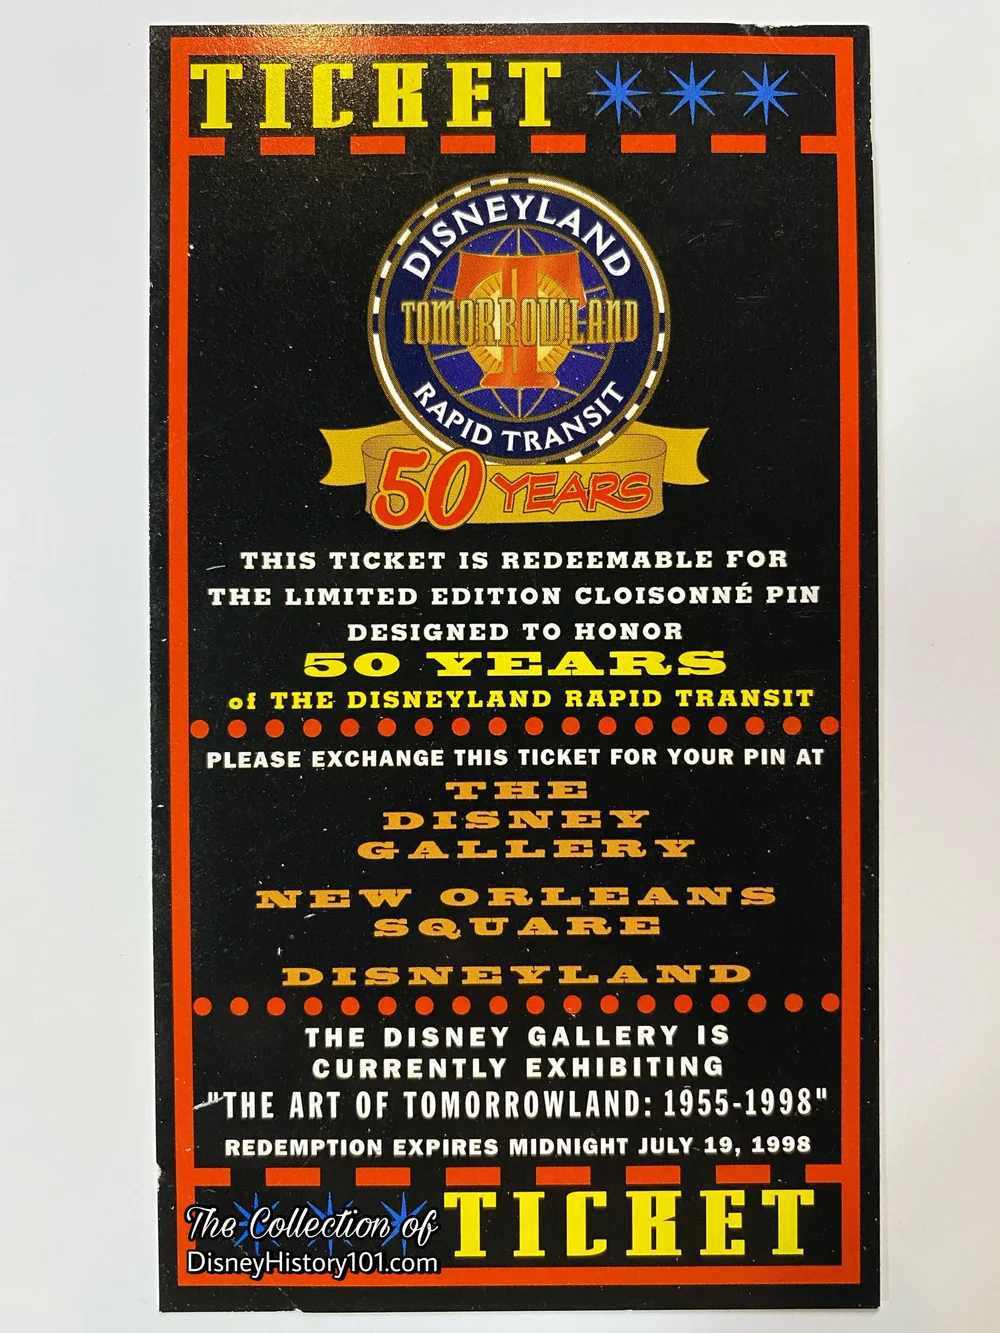 TICKET
DISNEYLAND
TOMORROWLAND
RAPID TRANSIT
50 YEARS
THIS TICKET IS REDEEMABLE FOR
THE LIMITED EDITION CLOISONNÉ PIN
DESIGNED TO HONOR
50 YEARS
of THE DISNEYLAND RAPID TRANSIT
PLEASE EXCHANGE THIS TICKET FOR YOUR PIN AT
THE
DISNEY
GALLERY
NEW ORLEANS
SQUARE
DISNEYLAND
THE DISNEY GALLERY IS
CURRENTLY EXHIBITING
"THE ART OF TOMORROWLAND: 1955-1998"
REDEMPTION EXPIRES MIDNIGHT JULY 19, 1998
TICKET
The Collection of
DisneyHistory101.com